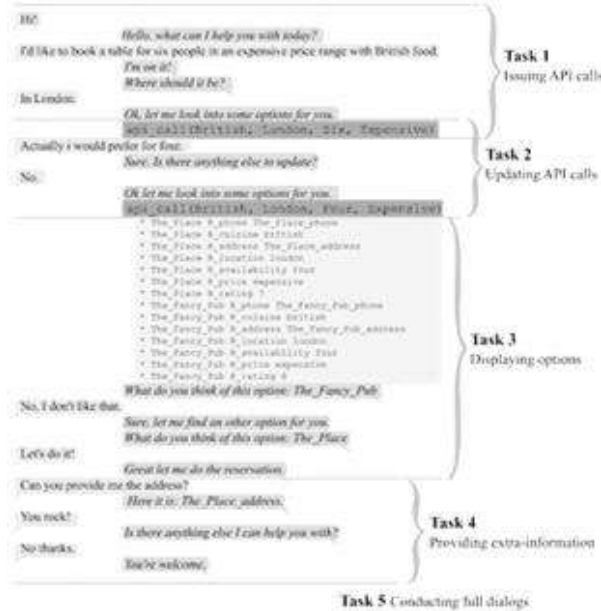 Hi!
Hello, what can I help you with today?
I'd like to book a table for six people in an expensive price range with British food.
I'm on it!
Where should it be?
In London.
Ok, let me look into some options for you.
api_call(British, London, Six, Expensive)
Task 1
Issuing API calls
Actually i would prefer for four.
Sure. Is there anything else to update?
No.
Ok let me look into some options for you.
api_call(British, London, Four, Expensive)
Task 2
Updating API calls
* The_Place R_phone The_Place_phone
* The_Place R_cuisine british
* The_Place R_address The_Place_address
* The_Place R_location london
* The_Place R_availability four
* The_Place R_price expensive
* The_Place R_rating
* The_Fancy_Pub R_phone The_Fancy_Pub_phone
* The_Fancy_Pub R_cuisine british
* The_Fancy_Pub R_address The_Fancy_Pub_address
* The_Fancy_Pub R_location london
* The_Fancy_Pub R_availability four
* The_Fancy_Pub R_price expensive
* The_Fancy_Pub R_rating
What do you think of this option: The_Fancy_Pub
No, I don't like that.
Sure, let me find an other option for you.
What do you think of this option: The_Place
Let's do it!
Great let me do the reservation.
Task 3
Displaying options
Can you provide me the address?
Here it is: The_Place_address.
You rock!
Is there anything else I can help you with?
No thanks.
You're welcome.
Task 4
Providing extra-information
Task 5 Conducting full dialogs